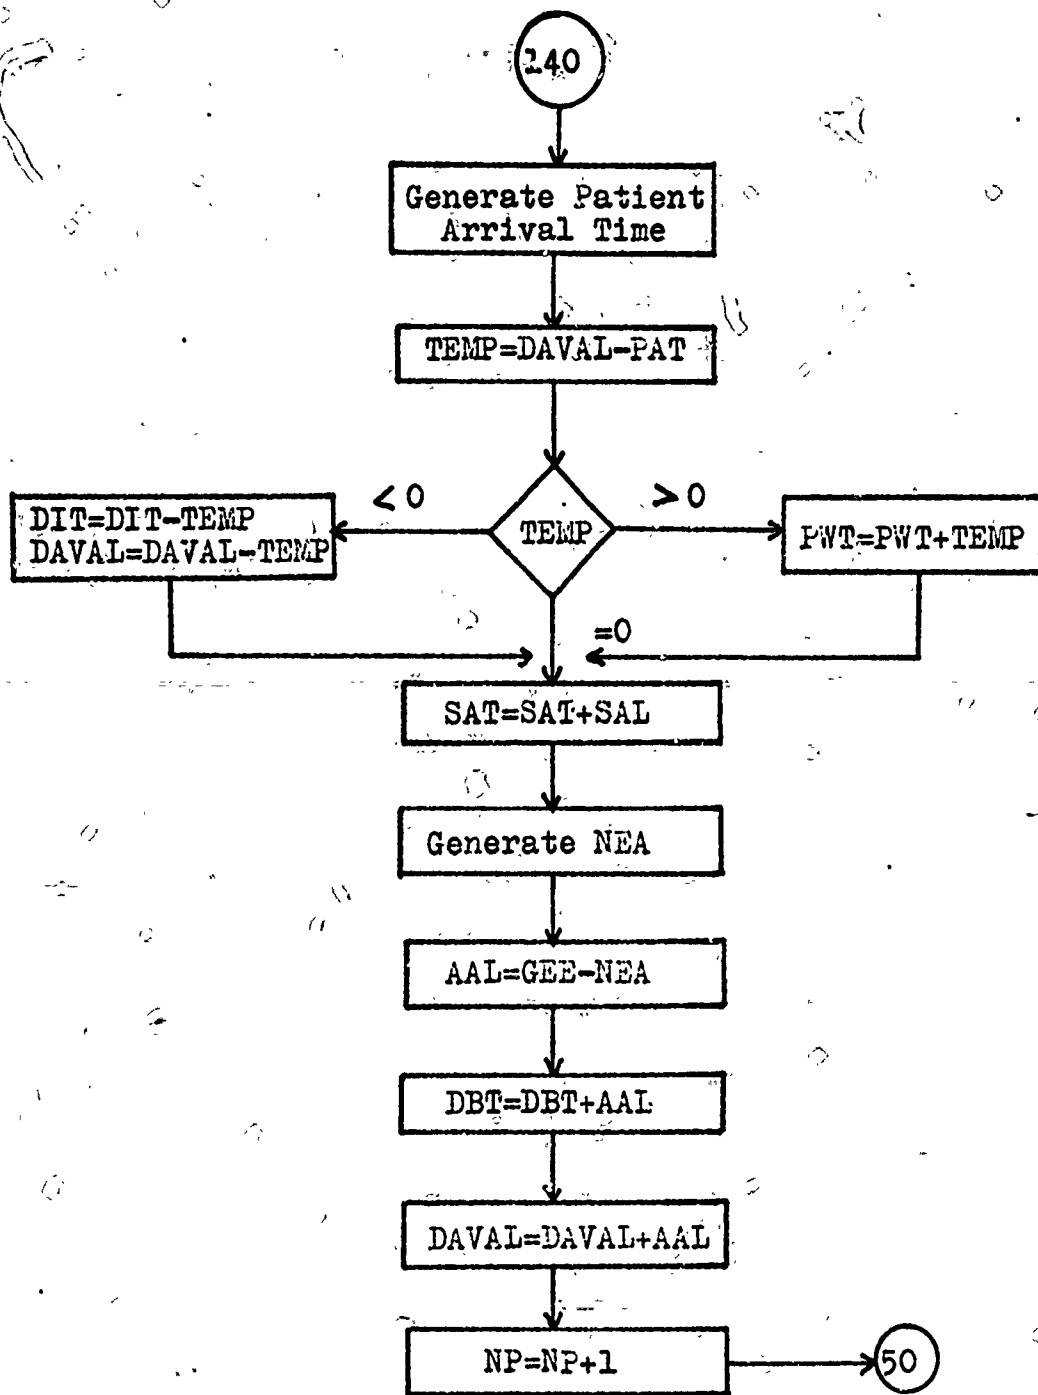 140
Generate Patient
Arrival Time
TEMP=DAVAL-PAT
< 0
> 0
DIT=DIT-TEMP
DAVAL=DAVAL-TEMP
TEMP
PWT=PWT+TEMP
=0
SAT=SAT+SAL
Generate NEA
AAL=GEE-NEA
DBT=DBT+AAL
DAVAL=DAVAL+AAL
NP=NP+1
50